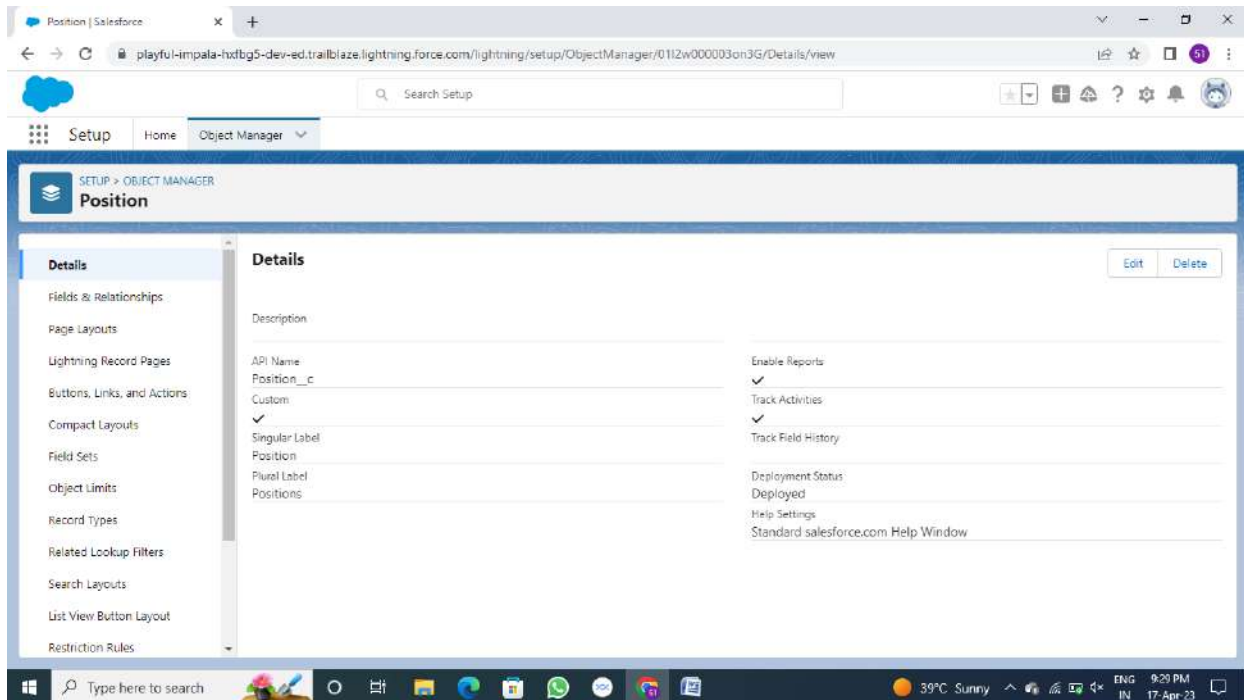 Position | Salesforce
playful-impala-hxfbg5-dev-ed.trailblaze.lightning.force.com/lightning/setup/ObjectManager/01I2w000003on3G/Details/view
51
Search Setup
Setup Home Object Manager
SETUP > OBJECT MANAGER
Position
Details
Fields & Relationships
Page Layouts
Lightning Record Pages
Buttons, Links, and Actions
Compact Layouts
Field Sets
Object Limits
Record Types
Related Lookup Filters
Search Layouts
List View Button Layout
Restriction Rules
Details
Edit Delete
Description
API Name
Position__c
Custom
Singular Label
Position
Plural Label
Positions
Enable Reports
Track Activities
Track Field History
Deployment Status
Deployed
Help Settings
Standard salesforce.com Help Window
Type here to search
39°C Sunny
ENG
IN
9:29 PM
17-Apr-23